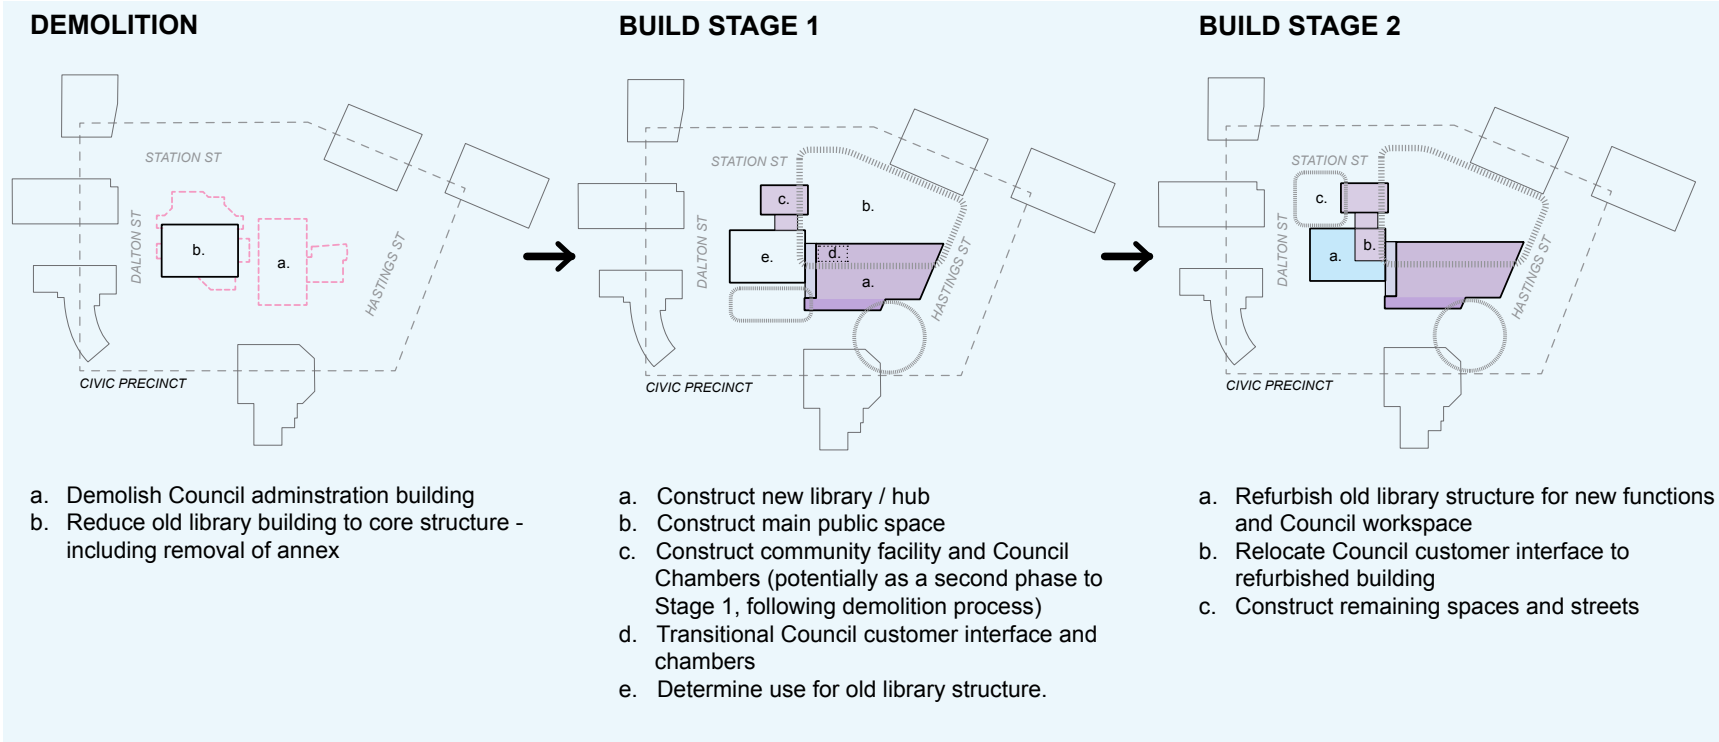 DEMOLITION
STATION ST
DALTON ST
b.
a.
HASTINGS ST
CIVIC PRECINCT
a. Demolish Council adminstration building
b. Reduce old library building to core structure -
including removal of annex
BUILD STAGE 1
STATION ST
c.
b.
DALTON ST
e.
d.
a.
HASTINGS ST
CIVIC PRECINCT
a. Construct new library / hub
b. Construct main public space
c. Construct community facility and Council
Chambers (potentially as a second phase to
Stage 1, following demolition process)
d. Transitional Council customer interface and
chambers
e. Determine use for old library structure.
BUILD STAGE 2
STATION ST
c.
DALTON ST
b.
a.
HASTINGS ST
CIVIC PRECINCT
a. Refurbish old library structure for new functions
and Council workspace
b. Relocate Council customer interface to
refurbished building
c. Construct remaining spaces and streets